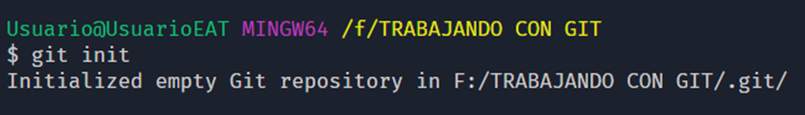 Usuario@UsuarioEAT MINGW64 /f/TRABAJANDO CON GIT
$ git init
Initialized empty Git repository in F:/TRABAJANDO CON GIT/.git/